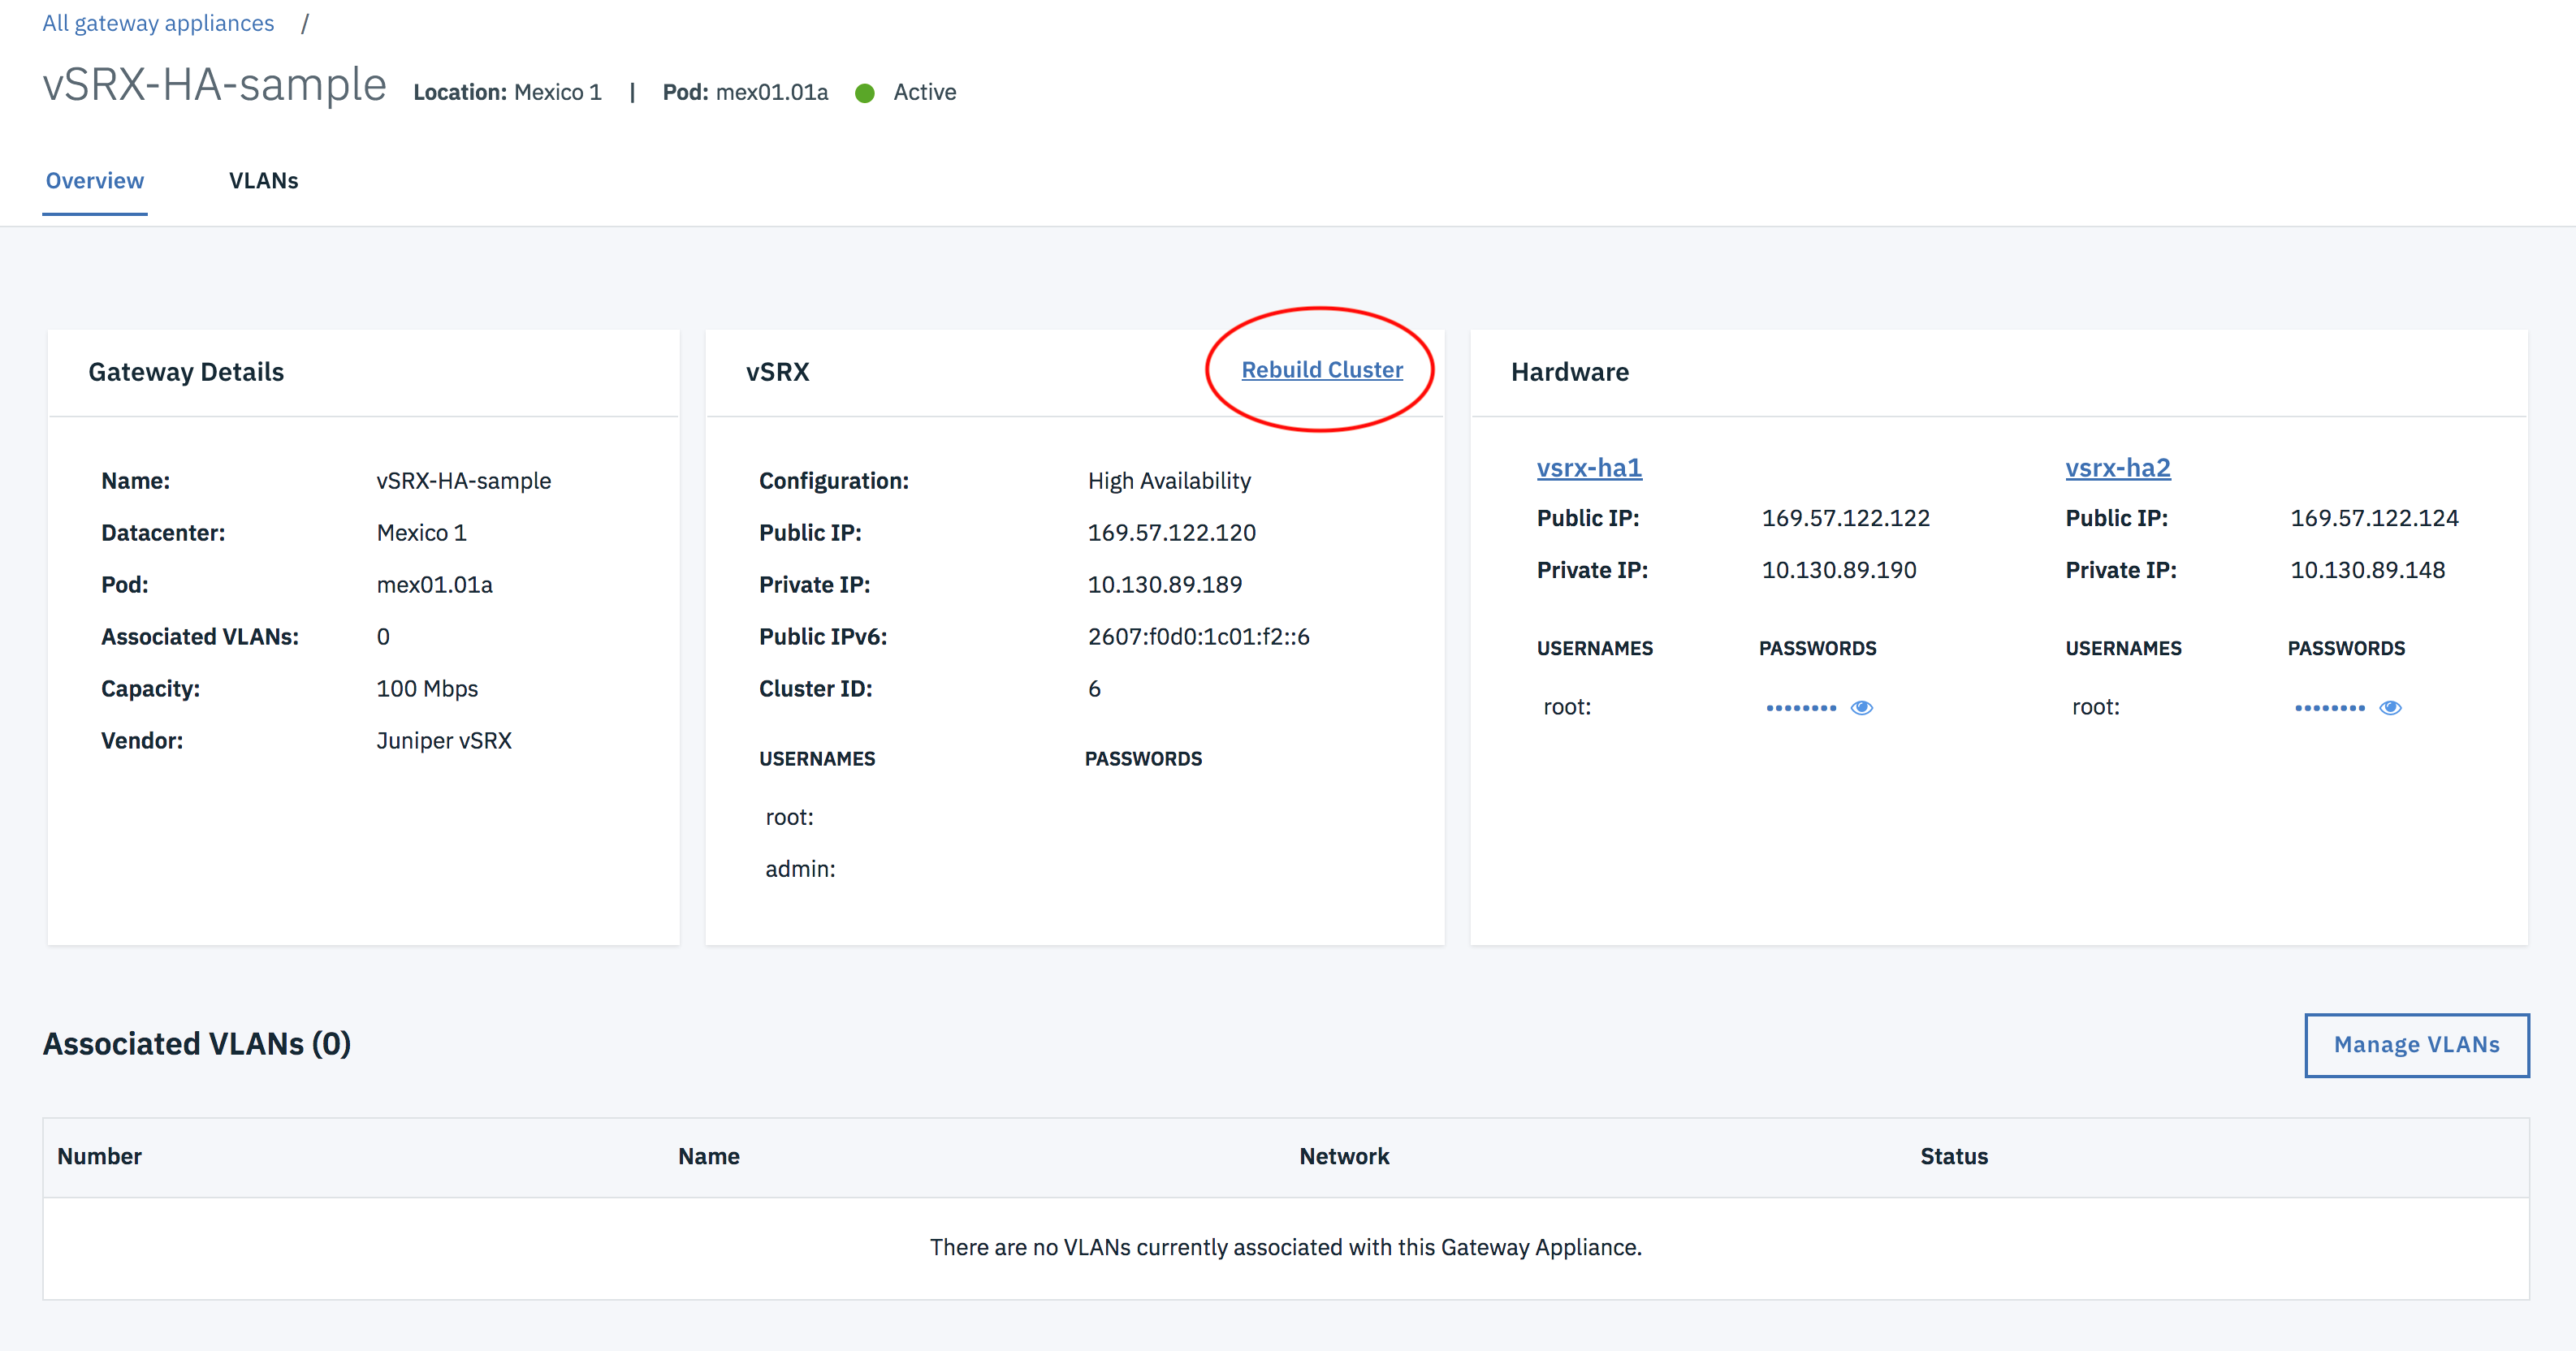 All gateway appliances /
vSRX-HA-sample Location: Mexico 1 | Pod: mex01.01a Active
Overview VLANs
Gateway Details
Name: vSRX-HA-sample
Datacenter: Mexico 1
Pod: mex01.01a
Associated VLANs: 0
Capacity: 100 Mbps
Vendor: Juniper vSRX
vSRX Rebuild Cluster
Configuration: High Availability
Public IP: 169.57.122.120
Private IP: 10.130.89.189
Public IPv6: 2607:f0d0:1c01:f2::6
Cluster ID: 6
USERNAMES PASSWORDS
root:
admin:
Hardware
vsrx-ha1
Public IP: 169.57.122.122
Private IP: 10.130.89.190
USERNAMES PASSWORDS
root: ••••••••
vsrx-ha2
Public IP: 169.57.122.124
Private IP: 10.130.89.148
USERNAMES PASSWORDS
root: ••••••••
Associated VLANs (0) Manage VLANs
Number Name Network Status
There are no VLANs currently associated with this Gateway Appliance.